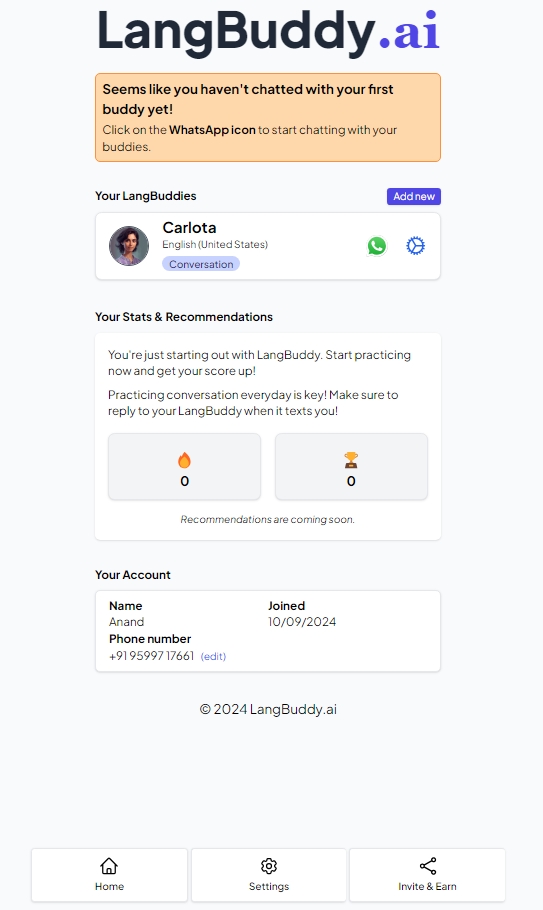 LangBuddy.ai
Seems like you haven't chatted with your first
buddy yet!
Click on the WhatsApp icon to start chatting with your
buddies.
Your LangBuddies
Add new
Carlota
English (United States)
Conversation
Your Stats & Recommendations
You're just starting out with LangBuddy. Start practicing
now and get your score up!
Practicing conversation everyday is key! Make sure to
reply to your LangBuddy when it texts you!
0
0
Recommendations are coming soon.
Your Account
Name
Joined
Anand
10/09/2024
Phone number
+91 95997 17661 (edit)
© 2024 LangBuddy.ai
Home
Settings
Invite & Earn